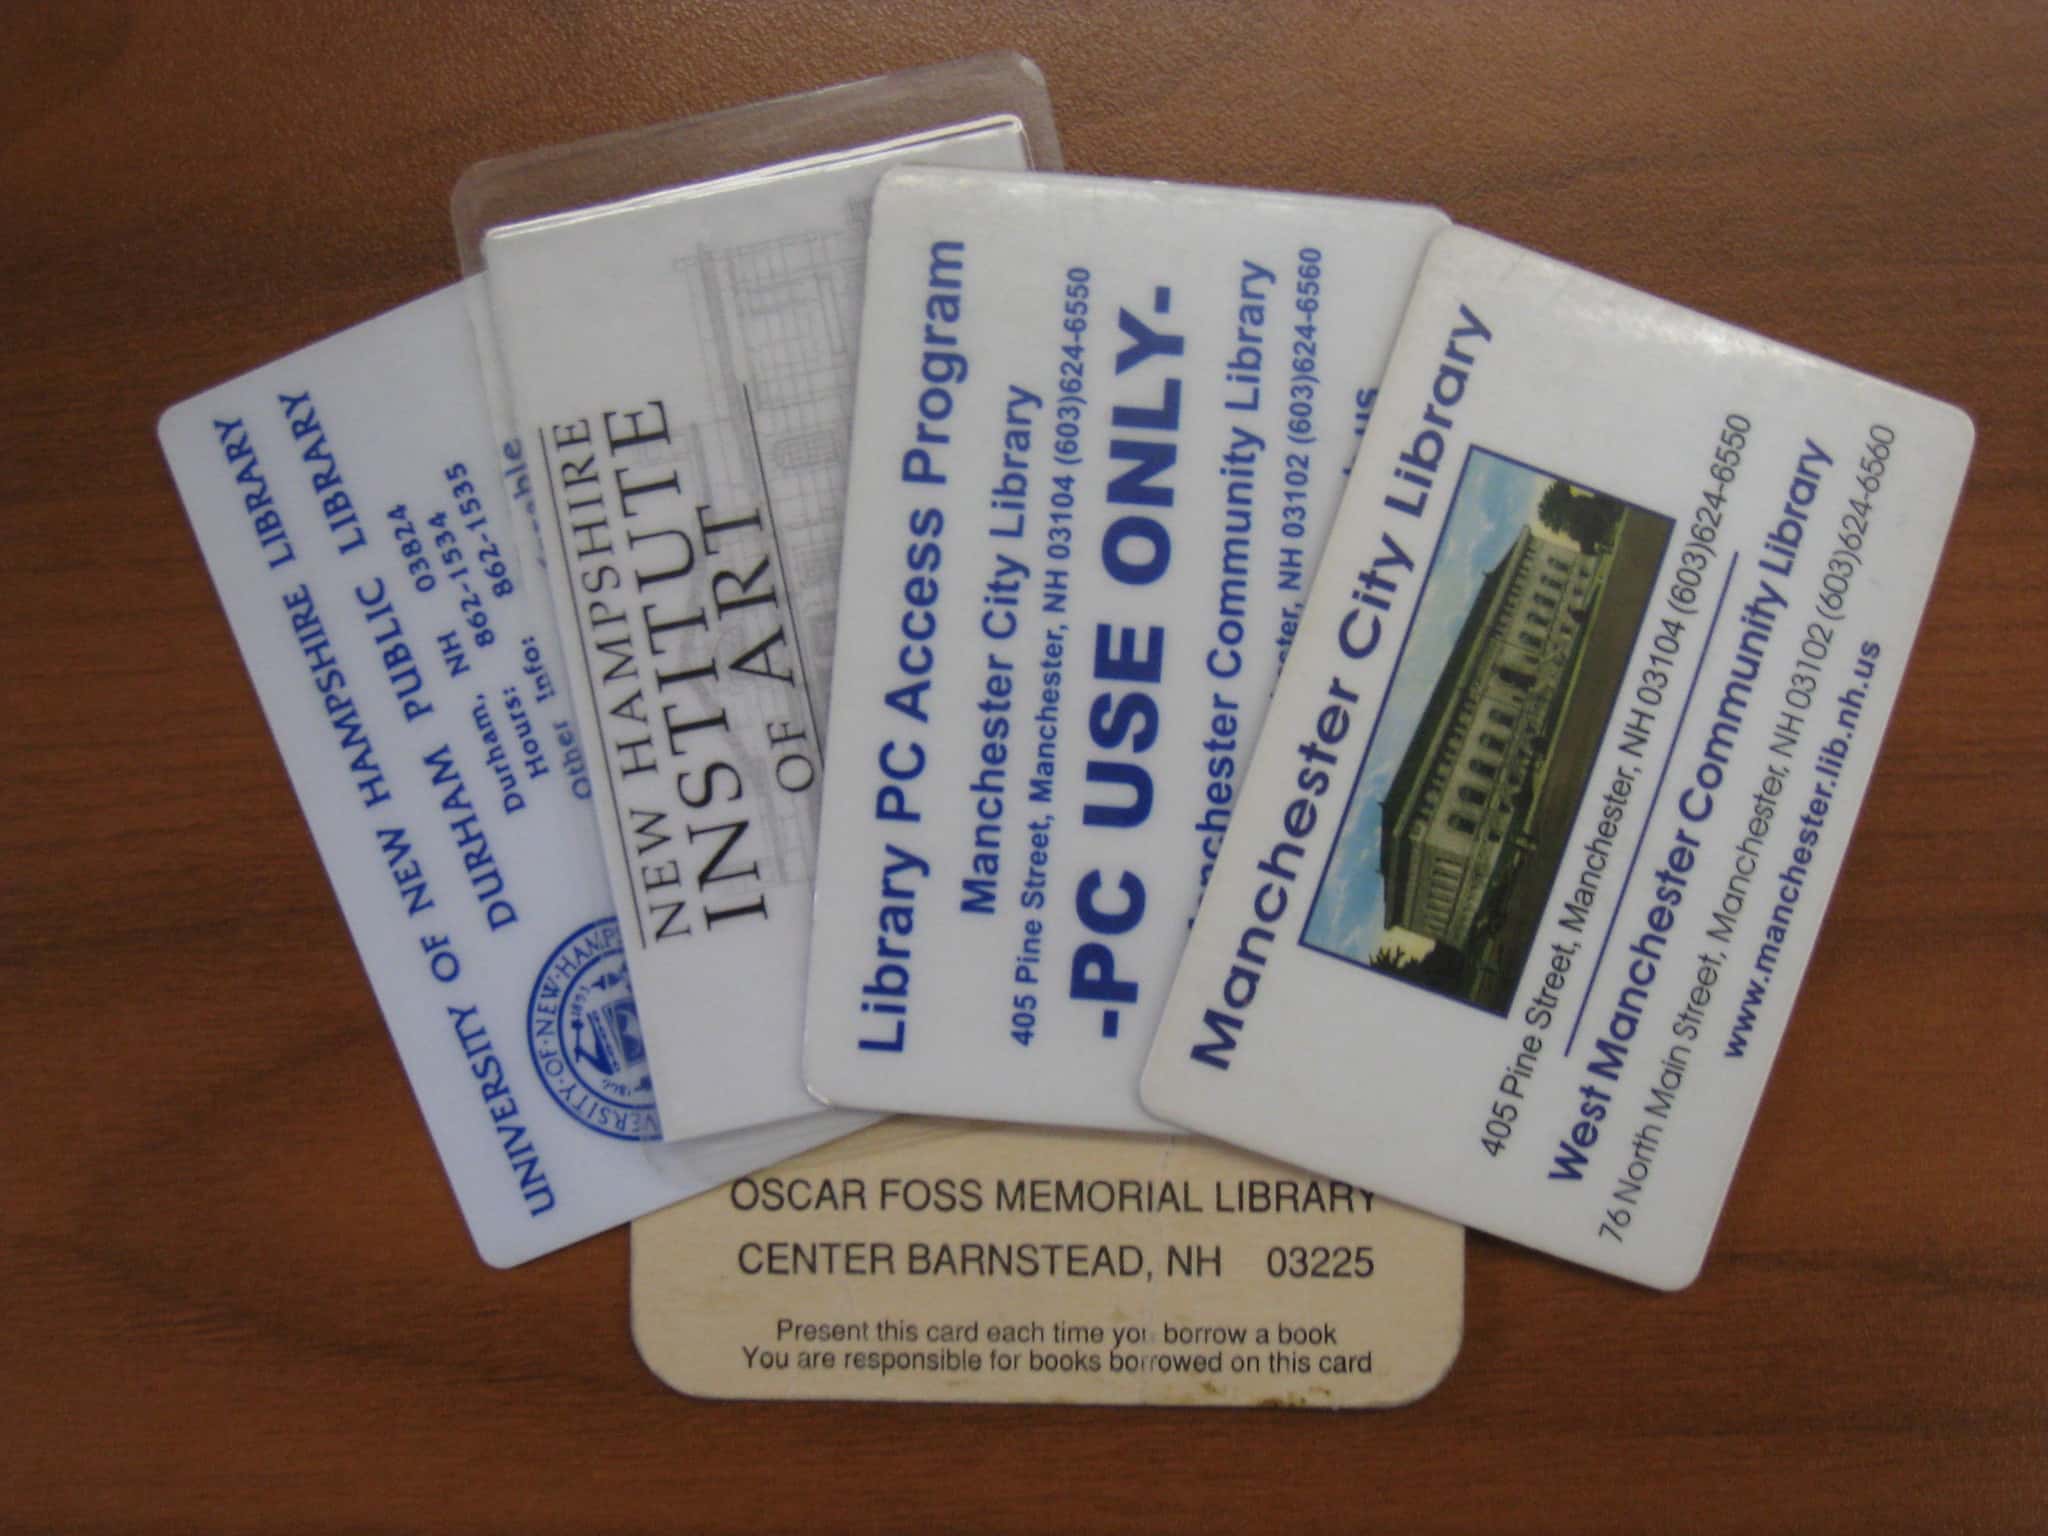 UNIVERSITY OF NEW HAMPSHIRE LIBRARY
DURHAM PUBLIC LIBRARY
Durham, NH 03824
Hours: 862-1534
Other Info: 862-1535
NEW HAMPSHIRE
INSTITUTE
OF ART
Library PC Access Program
Manchester City Library
405 Pine Street, Manchester, NH 03104 (603)624-6550
-PC USE ONLY-
Manchester Community Library
NH 03102 (603)624-6560
Manchester City Library
405 Pine Street, Manchester, NH 03104 (603)624-6550
West Manchester Community Library
76 North Main Street, Manchester, NH 03102 (603)624-6560
www.manchester.lib.nh.us
OSCAR FOSS MEMORIAL LIBRARY
CENTER BARNSTEAD, NH 03225
Present this card each time you borrow a book
You are responsible for books borrowed on this card